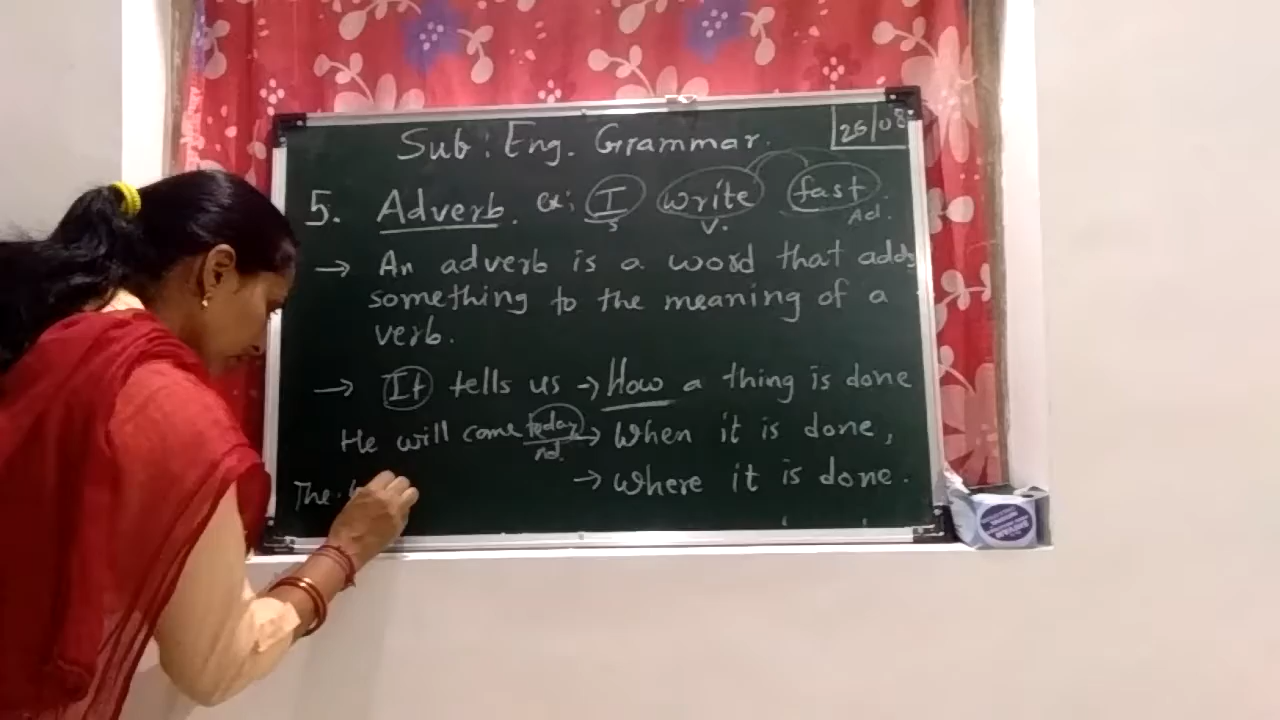 Sub : Eng. Grammar.
25/08
5. Adverb. ex: I write fast
S V. Ad.
→ An adverb is a word that adds
something to the meaning of a
verb.
→ It tells us → How a thing is done
He will come today → When it is done,
Ad.
The → Where it is done.